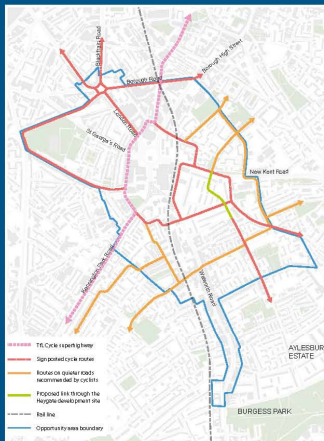 Blackfriars Road
Borough High Street
Borough Road
London Road
St George's Road
New Kent Road
Kennington Park Road
Walworth Road
TfL Cycle superhighway
Sign posted cycle routes
Routes on quieter roads
recommended by cyclists
Proposed link through the
Heygate development site
Rail line
Opportunity area boundary
AYLESBUR
ESTATE
BURGESS PARK